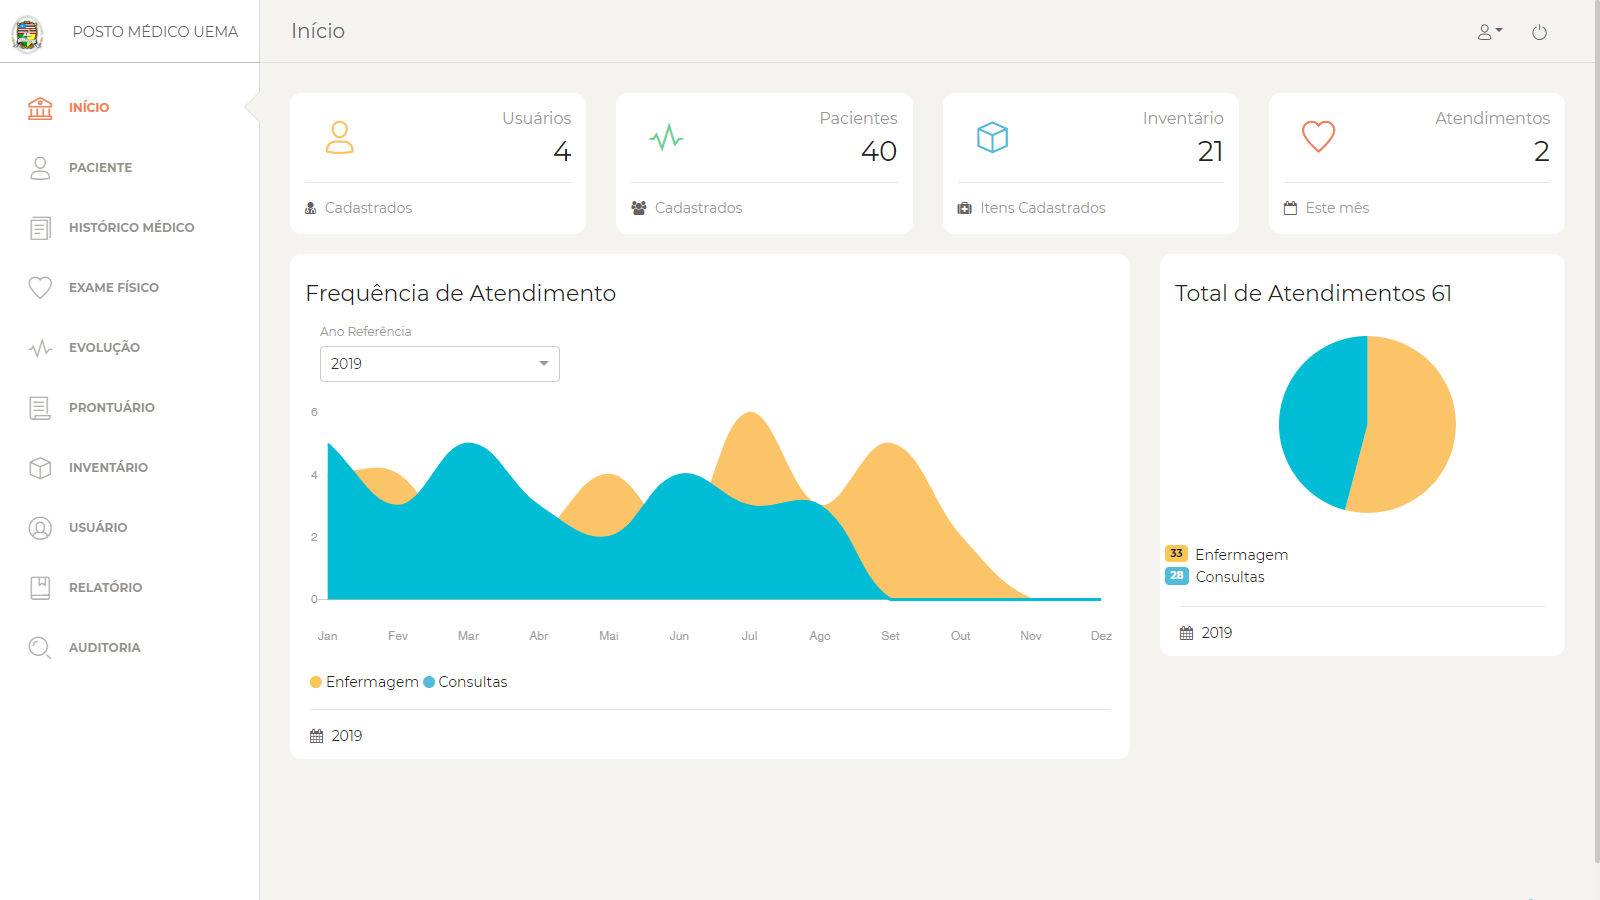 POSTO MÉDICO UEMA
Início
INÍCIO
PACIENTE
HISTÓRICO MÉDICO
EXAME FÍSICO
EVOLUÇÃO
PRONTUÁRIO
INVENTÁRIO
USUÁRIO
RELATÓRIO
AUDITORIA
Usuários
4
Cadastrados
Pacientes
40
Cadastrados
Inventário
21
Itens Cadastrados
Atendimentos
2
Este mês
Frequência de Atendimento
Ano Referência
2019
6
4
2
0
Jan Fev Mar Abr Mai Jun Jul Ago Set Out Nov Dez
Enfermagem Consultas
2019
Total de Atendimentos 61
33 Enfermagem
28 Consultas
2019